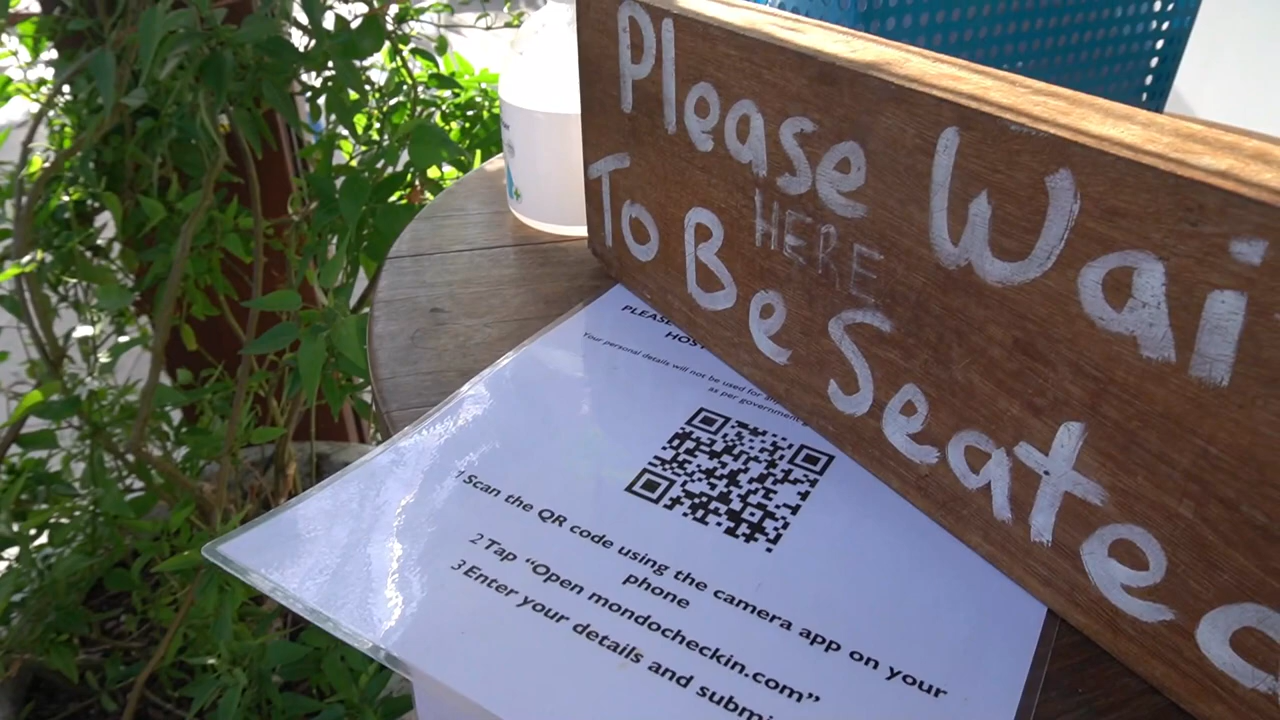 Please Wai
HERE
To Be Seated
PLEASE
HOST
Your personal details will not be used for any
as per government
1 Scan the QR code using the camera app on your
phone
2 Tap “Open mondocheckin.com”
3 Enter your details and submi